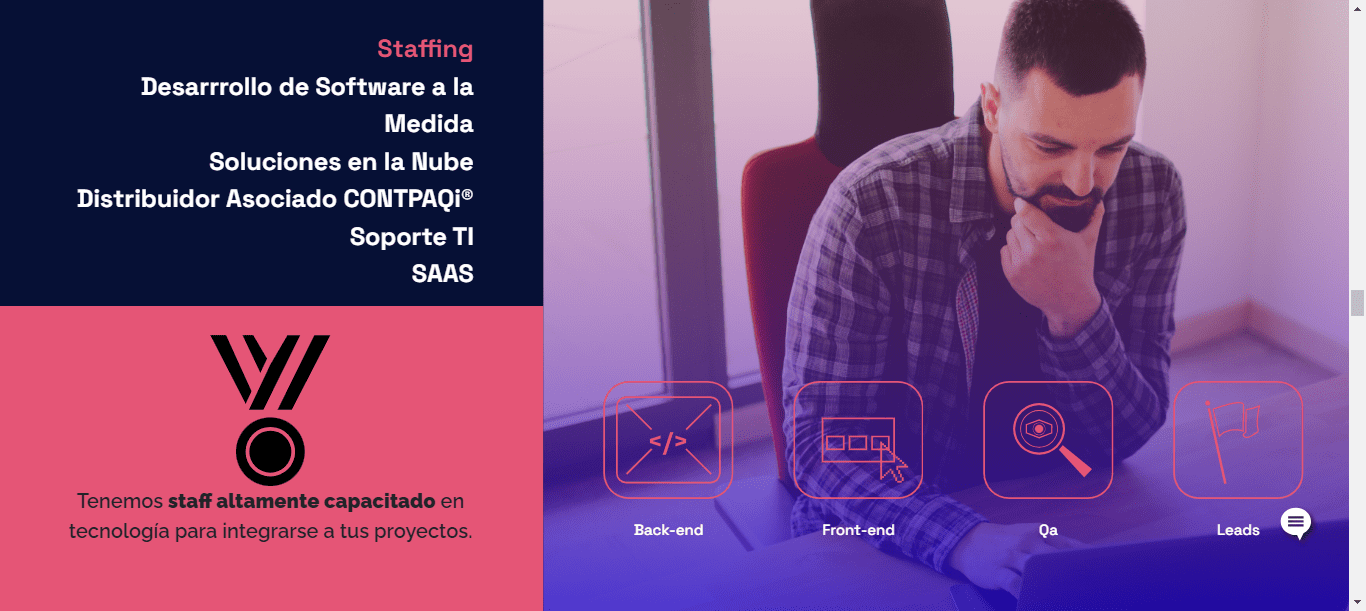 Staffing
Desarrrollo de Software a la
Medida
Soluciones en la Nube
Distribuidor Asociado CONTPAQi®
Soporte TI
SAAS
Tenemos staff altamente capacitado en
tecnología para integrarse a tus proyectos.
</>
Back-end
Front-end
Qa
Leads